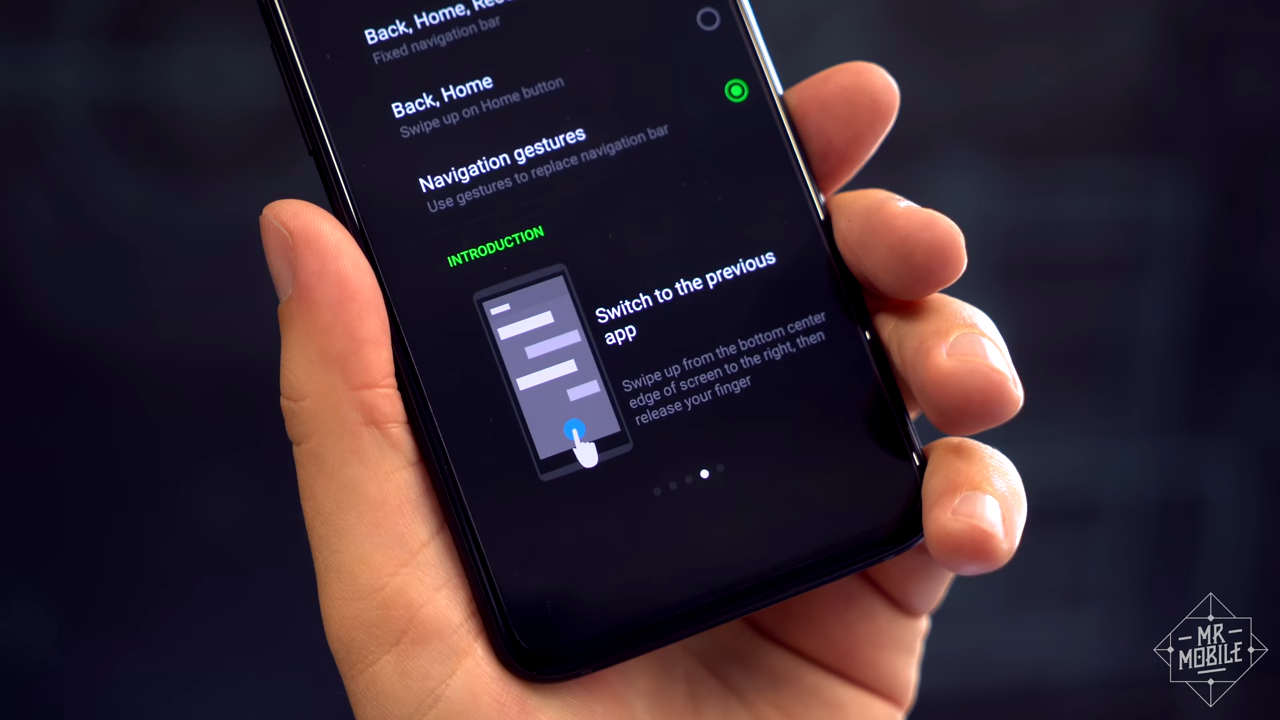 Back, Home,
Fixed navigation bar
Back, Home
Swipe up on Home button
Navigation gestures
Use gestures to replace navigation bar
INTRODUCTION
Switch to the previous
app
Swipe up from the bottom center
edge of screen to the right, then
release your finger
MR
MOBILE